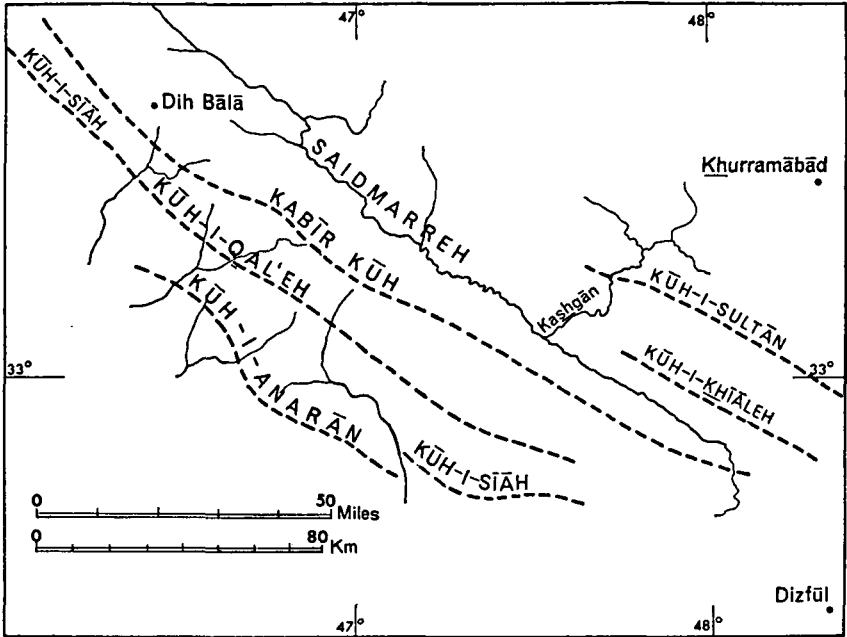 47°
48°
KŪH-I-SĪĀH
Dih Bālā
SAIDMARREH
Khurramābād
KŪH-I-QAL'EH
KABĪR KŪH
KŪH-I-SULTĀN
Kashgān
KŪH-I-ANARĀN
33°
33°
KŪH-I-KHĪĀLEH
KŪH-I-SĪĀH
0 50 Miles
0 80 Km
Dizfūl
47°
48°